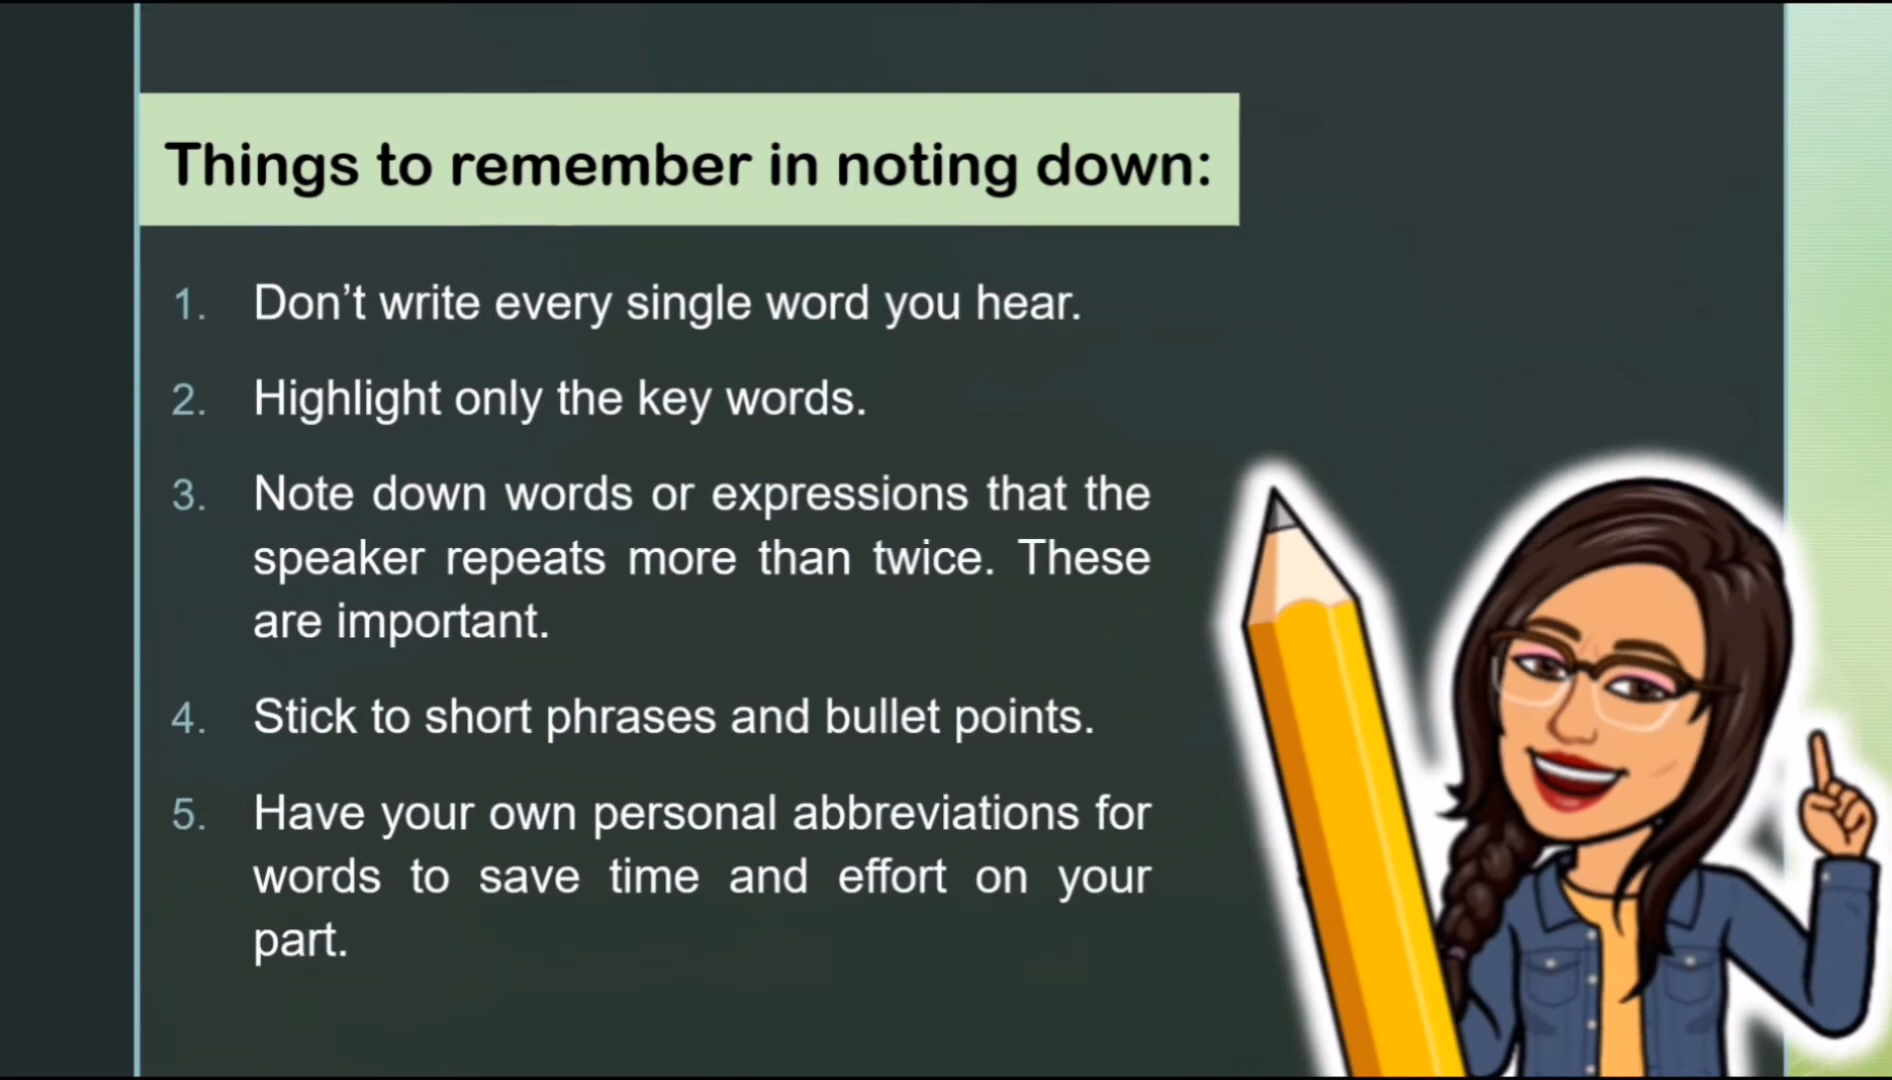 Things to remember in noting down:
1. Don’t write every single word you hear.
2. Highlight only the key words.
3. Note down words or expressions that the
speaker repeats more than twice. These
are important.
4. Stick to short phrases and bullet points.
5. Have your own personal abbreviations for
words to save time and effort on your
part.